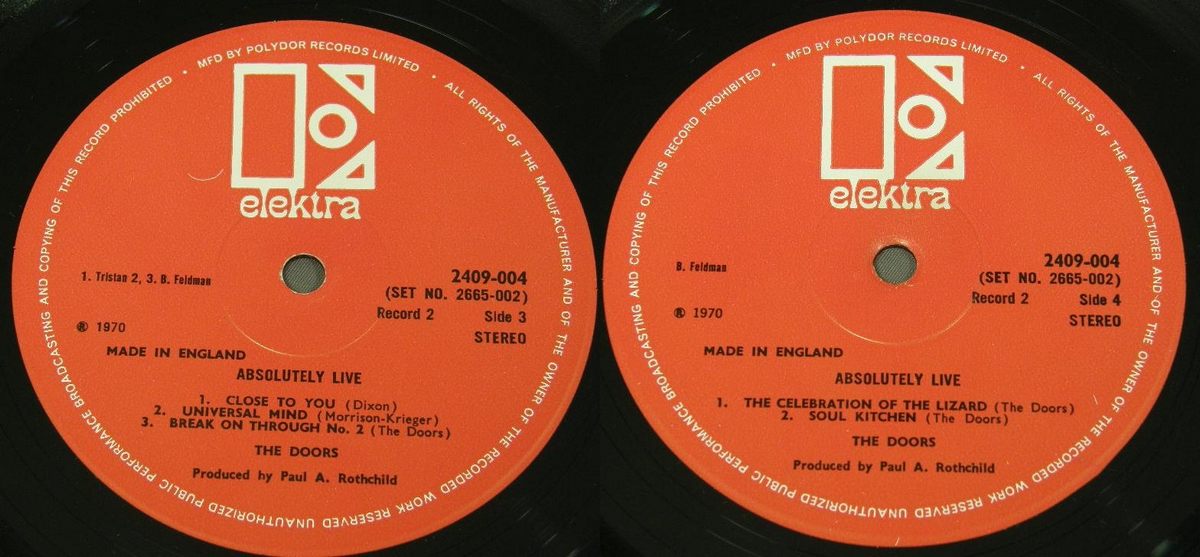 MFD BY POLYDOR RECORDS LIMITED • ALL RIGHTS OF THE MANUFACTURER AND OF THE OWNER OF THE RECORDED WORK RESERVED UNAUTHORIZED PUBLIC PERFORMANCE BROADCASTING AND COPYING OF THIS RECORD PROHIBITED •
elektra
1. Tristan 2, 3. B. Feldman
2409-004
(SET NO. 2665-002)
Record 2 Side 3
℗ 1970
STEREO
MADE IN ENGLAND
ABSOLUTELY LIVE
1. CLOSE TO YOU (Dixon)
2. UNIVERSAL MIND (Morrison-Krieger)
3. BREAK ON THROUGH No. 2 (The Doors)
THE DOORS
Produced by Paul A. Rothchild
MFD BY POLYDOR RECORDS LIMITED • ALL RIGHTS OF THE MANUFACTURER AND OF THE OWNER OF THE RECORDED WORK RESERVED UNAUTHORIZED PUBLIC PERFORMANCE BROADCASTING AND COPYING OF THIS RECORD PROHIBITED •
elektra
B. Feldman
2409-004
(SET NO. 2665-002)
Record 2 Side 4
℗ 1970
STEREO
MADE IN ENGLAND
ABSOLUTELY LIVE
1. THE CELEBRATION OF THE LIZARD (The Doors)
2. SOUL KITCHEN (The Doors)
THE DOORS
Produced by Paul A. Rothchild